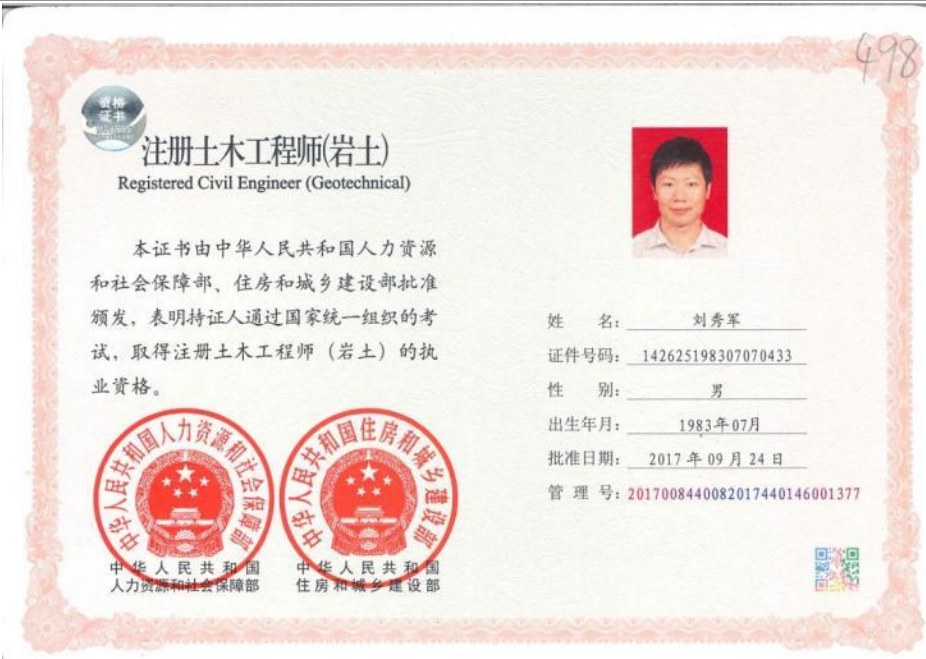 498
资格
证书
注册土木工程师(岩土)
Registered Civil Engineer (Geotechnical)
本证书由中华人民共和国人力资源
和社会保障部、住房和城乡建设部批准
颁发，表明持证人通过国家统一组织的考
试，取得注册土木工程师（岩土）的执
业资格。
中华人民共和国人力资源和社会保障部
中华人民共和国住房和城乡建设部
中华人民共和国
人力资源和社会保障部
中华人民共和国
住房和城乡建设部
姓 名： 刘秀军
证件号码： 142625198307070433
性 别： 男
出生年月： 1983年07月
批准日期： 2017年09月24日
管理号： 2017008440082017440146001377